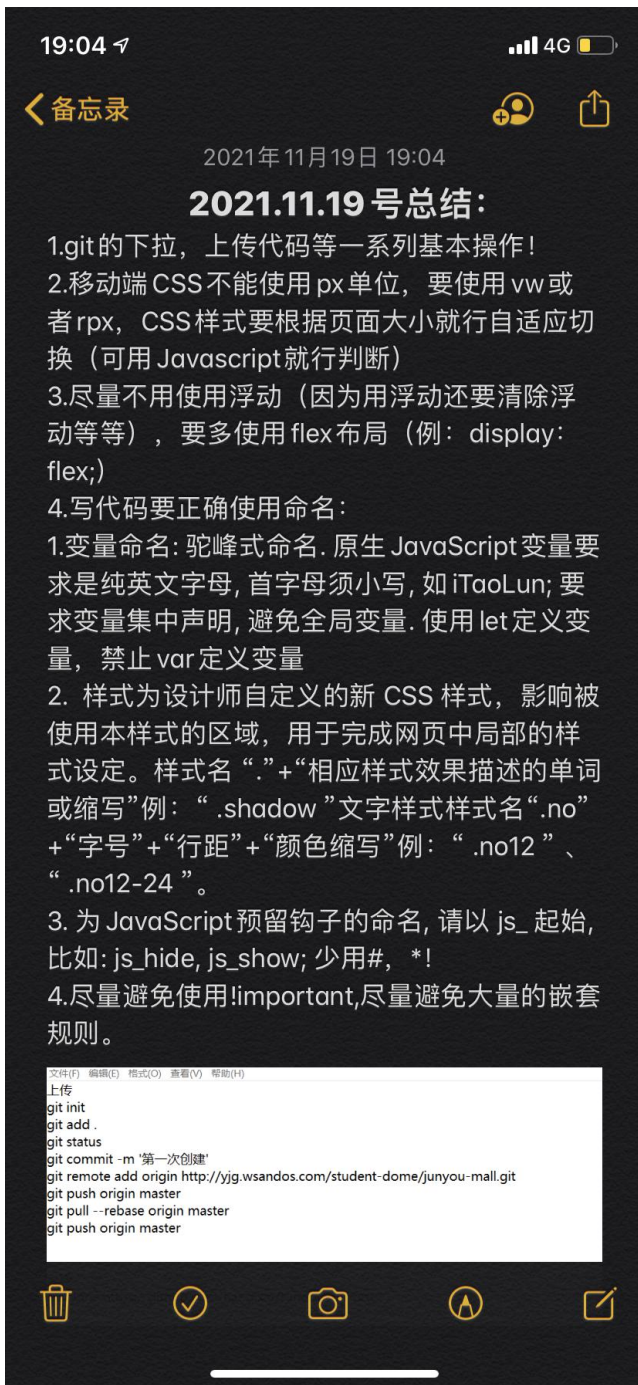 19:04
4G
备忘录
2021年11月19日 19:04
2021.11.19号总结：
1.git的下拉，上传代码等一系列基本操作！
2.移动端CSS不能使用px单位，要使用vw或
者rpx，CSS样式要根据页面大小就行自适应切
换（可用Javascript就行判断）
3.尽量不用使用浮动（因为用浮动还要清除浮
动等等），要多使用flex布局（例：display：
flex;）
4.写代码要正确使用命名：
1.变量命名: 驼峰式命名. 原生JavaScript变量要
求是纯英文字母, 首字母须小写, 如iTaoLun; 要
求变量集中声明, 避免全局变量. 使用let定义变
量，禁止var定义变量
2. 样式为设计师自定义的新 CSS 样式，影响被
使用本样式的区域，用于完成网页中局部的样
式设定。样式名 “.”+“相应样式效果描述的单词
或缩写”例：“ .shadow ”文字样式样式名“.no”
+“字号”+“行距”+“颜色缩写”例：“ .no12 ” 、
“ .no12-24 ”。
3. 为JavaScript预留钩子的命名, 请以 js_ 起始,
比如: js_hide, js_show; 少用#，*!
4.尽量避免使用!important,尽量避免大量的嵌套
规则。
文件(F) 编辑(E) 格式(O) 查看(V) 帮助(H)
上传
git init
git add .
git status
git commit -m '第一次创建'
git remote add origin http://yjg.wsandos.com/student-dome/junyou-mall.git
git push origin master
git pull --rebase origin master
git push origin master